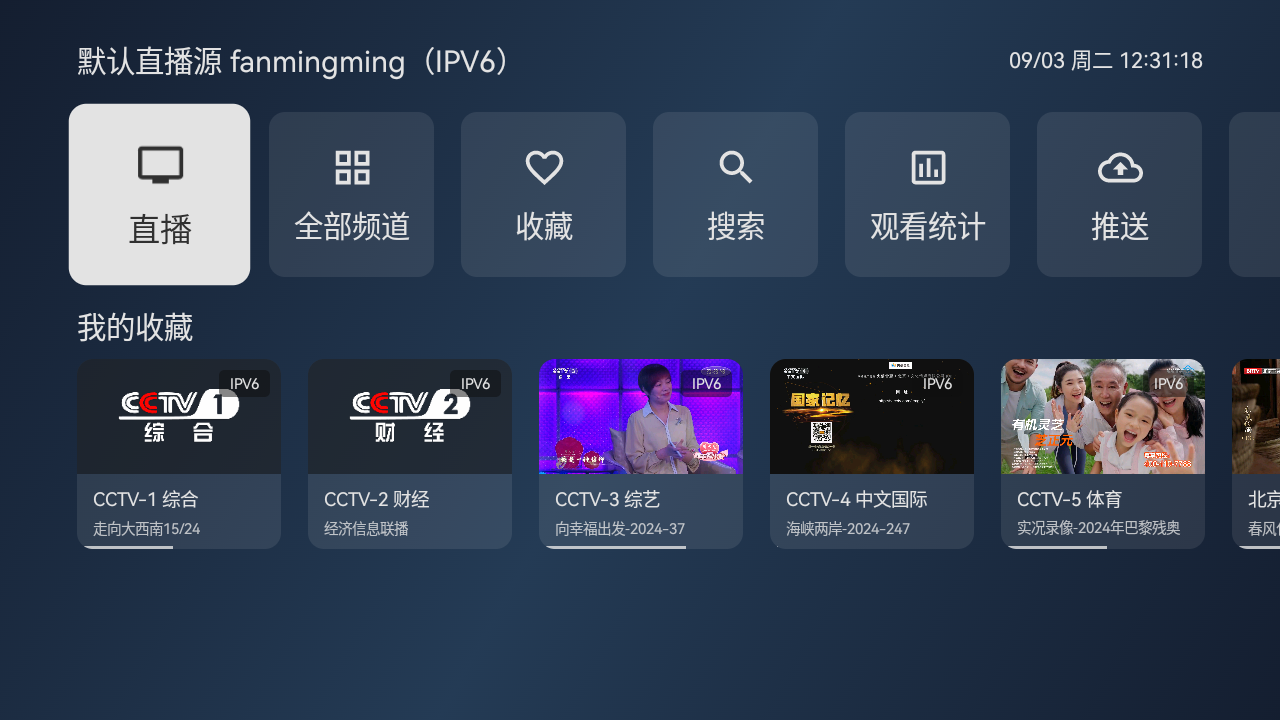 默认直播源 fanmingming（IPV6）
09/03 周二 12:31:18
直播
全部频道
收藏
搜索
观看统计
推送
我的收藏
IPV6
CCTV 1
综 合
CCTV-1 综合
走向大西南15/24
IPV6
CCTV 2
财 经
CCTV-2 财经
经济信息联播
IPV6
CCTV-3 综艺
向幸福出发-2024-37
IPV6
国家记忆
CCTV-4 中文国际
海峡两岸-2024-247
IPV6
有机灵芝
CCTV-5 体育
实况录像-2024年巴黎残奥